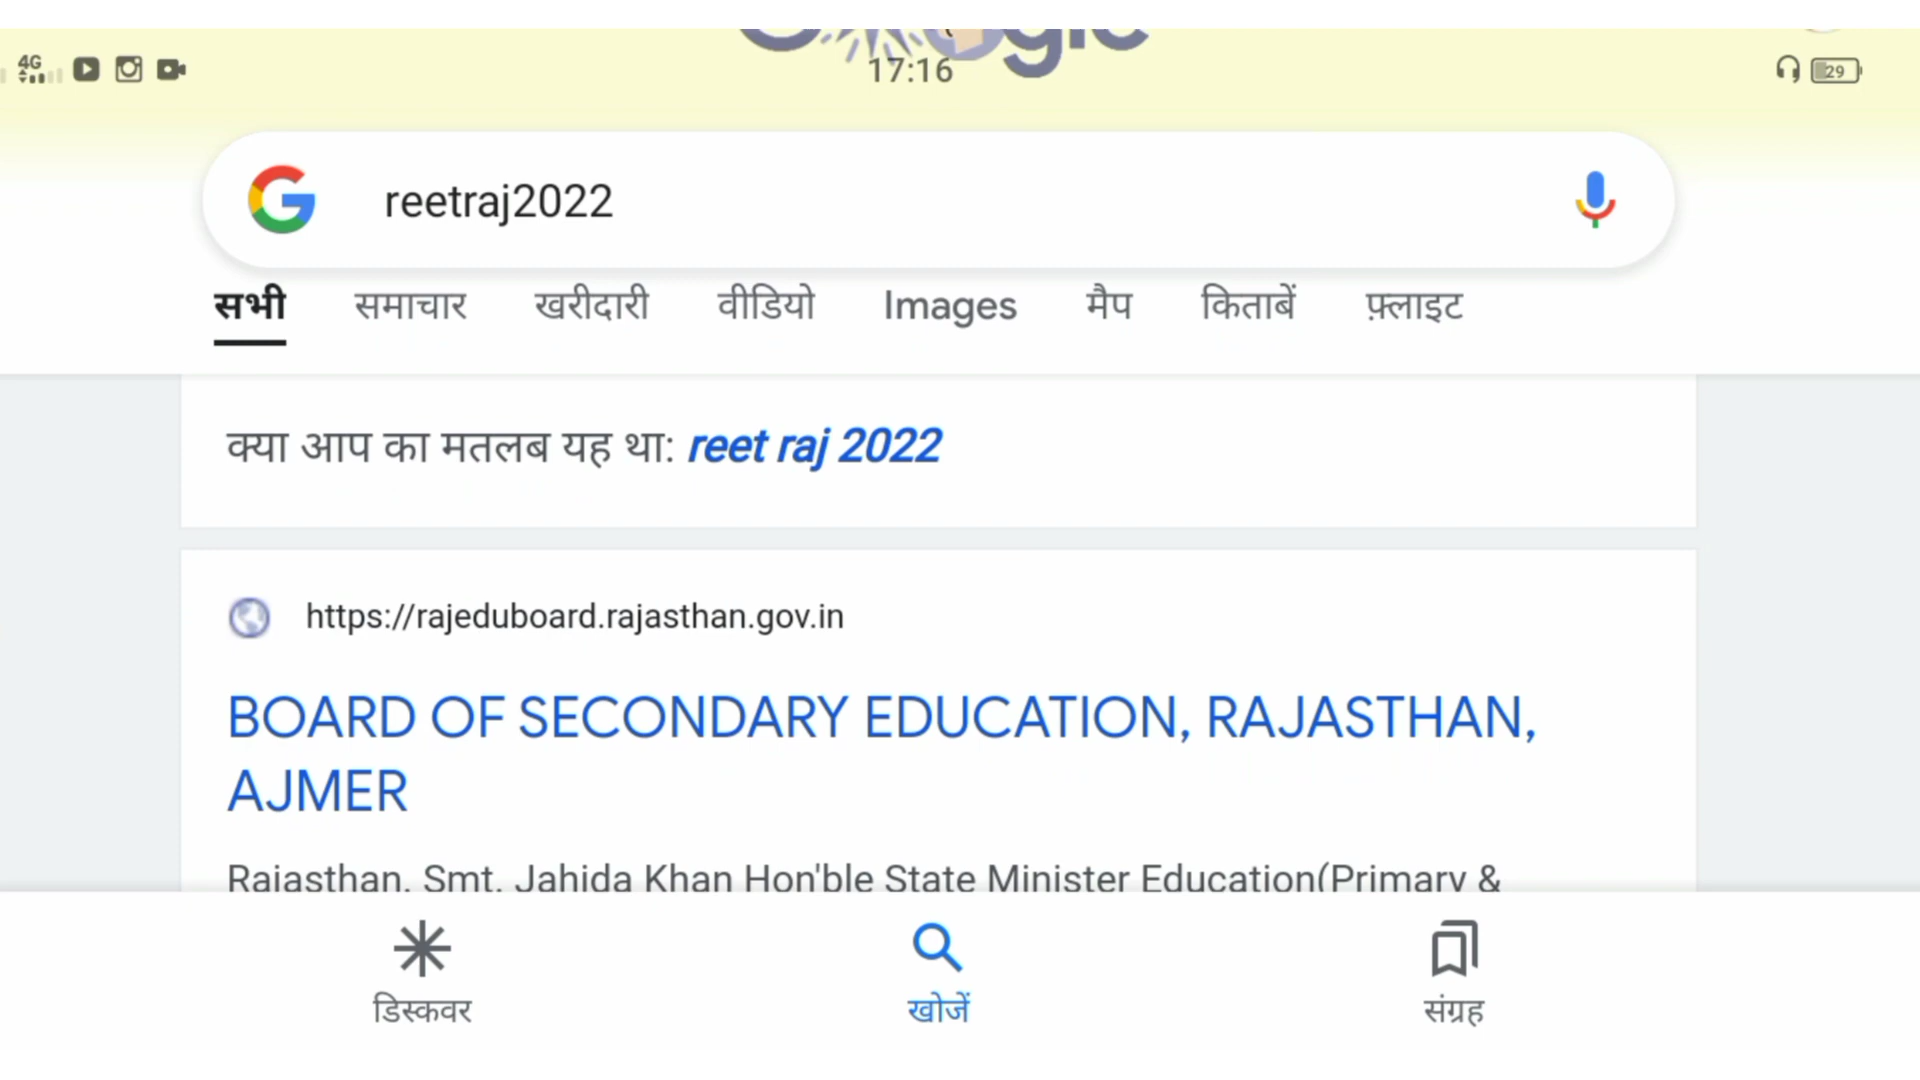 4G
17:16
29
reetraj2022
सभी समाचार खरीदारी वीडियो Images मैप किताबें फ़्लाइट
क्या आप का मतलब यह था: reet raj 2022
https://rajeduboard.rajasthan.gov.in
BOARD OF SECONDARY EDUCATION, RAJASTHAN,
AJMER
Rajasthan. Smt. Jahida Khan Hon'ble State Minister Education(Primary &
डिस्कवर खोजें संग्रह